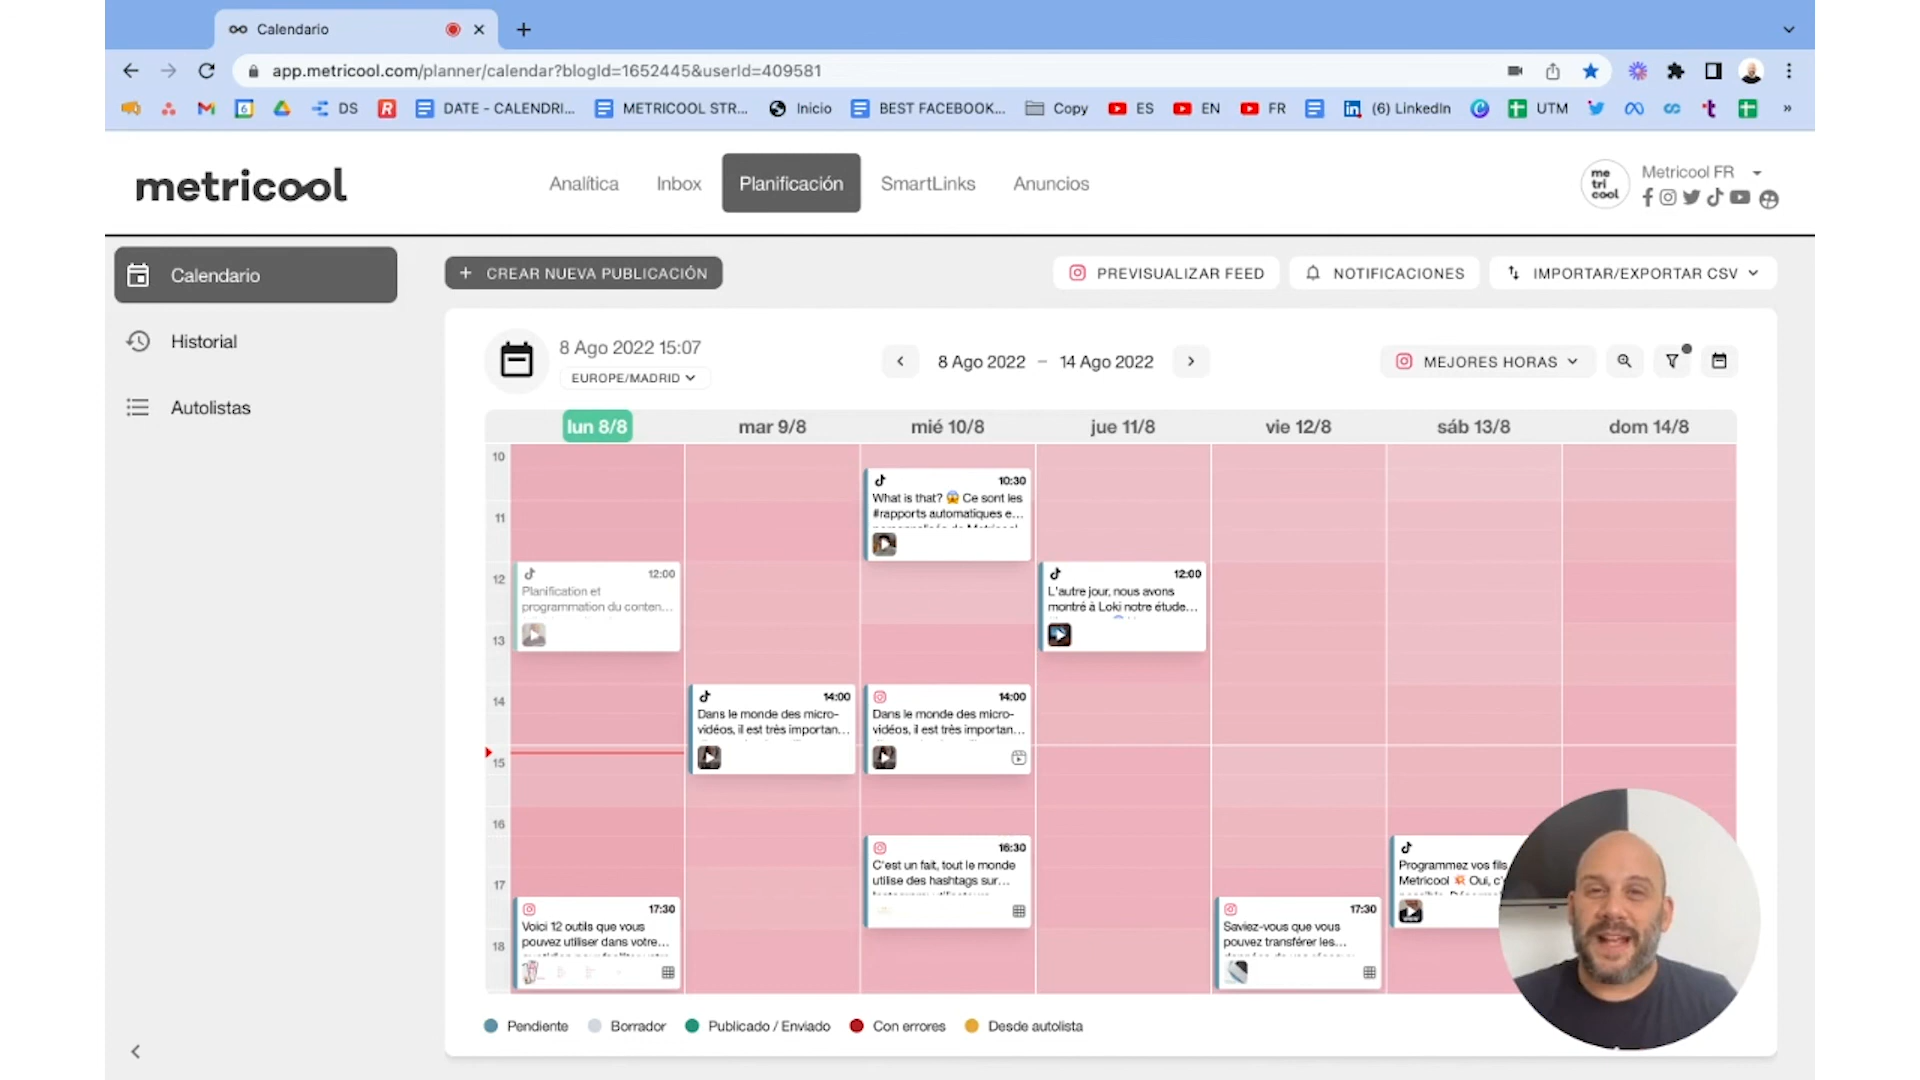 Calendario
app.metricool.com/planner/calendar?blogId=1652445&userId=409581
6 DS R DATE - CALENDRI... METRICOOL STR... Inicio BEST FACEBOOK... Copy ES EN FR (6) LinkedIn UTM »
metricool
Analítica Inbox Planificación SmartLinks Anuncios
me
tri
cool
Metricool FR
Calendario
Historial
Autolistas
+ CREAR NUEVA PUBLICACIÓN
PREVISUALIZAR FEED
NOTIFICACIONES
IMPORTAR/EXPORTAR CSV
8 Ago 2022 15:07
EUROPE/MADRID
8 Ago 2022 – 14 Ago 2022
MEJORES HORAS
lun 8/8 mar 9/8 mié 10/8 jue 11/8 vie 12/8 sáb 13/8 dom 14/8
10
11
12
13
14
15
16
17
18
12:00
Planification et
programmation du conten...
17:30
Voici 12 outils que vous
pouvez utiliser dans votre...
14:00
Dans le monde des micro-
vidéos, il est très importan...
10:30
What is that? 😱 Ce sont les
#rapports automatiques e...
14:00
Dans le monde des micro-
vidéos, il est très importan...
16:30
C'est un fait, tout le monde
utilise des hashtags sur...
12:00
L'autre jour, nous avons
montré à Loki notre étude...
17:30
Saviez-vous que vous
pouvez transférer les...
Programmez vos fils
Metricool 💥 Oui, c'
Pendiente Borrador Publicado / Enviado Con errores Desde autolista